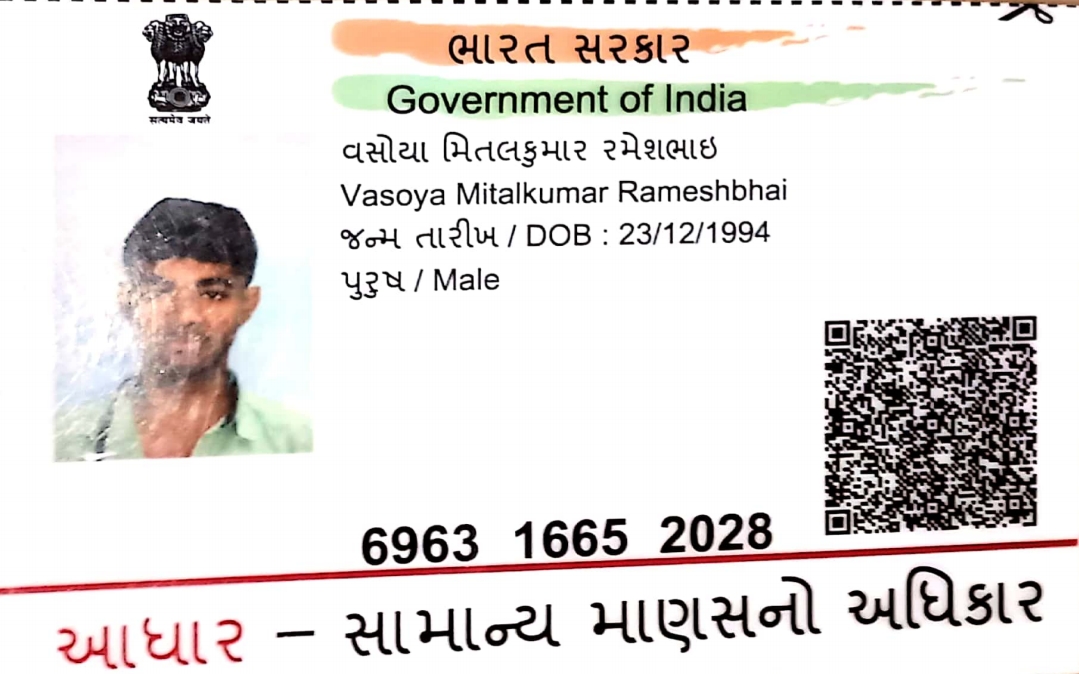 ભારત સરકાર
Government of India
सत्यमेव जयते
વસોયા મિતલકુમાર રમેશભાઇ
Vasoya Mitalkumar Rameshbhai
જન્મ તારીખ / DOB : 23/12/1994
પુરુષ / Male
6963 1665 2028
આધાર – સામાન્ય માણસનો અધિકાર